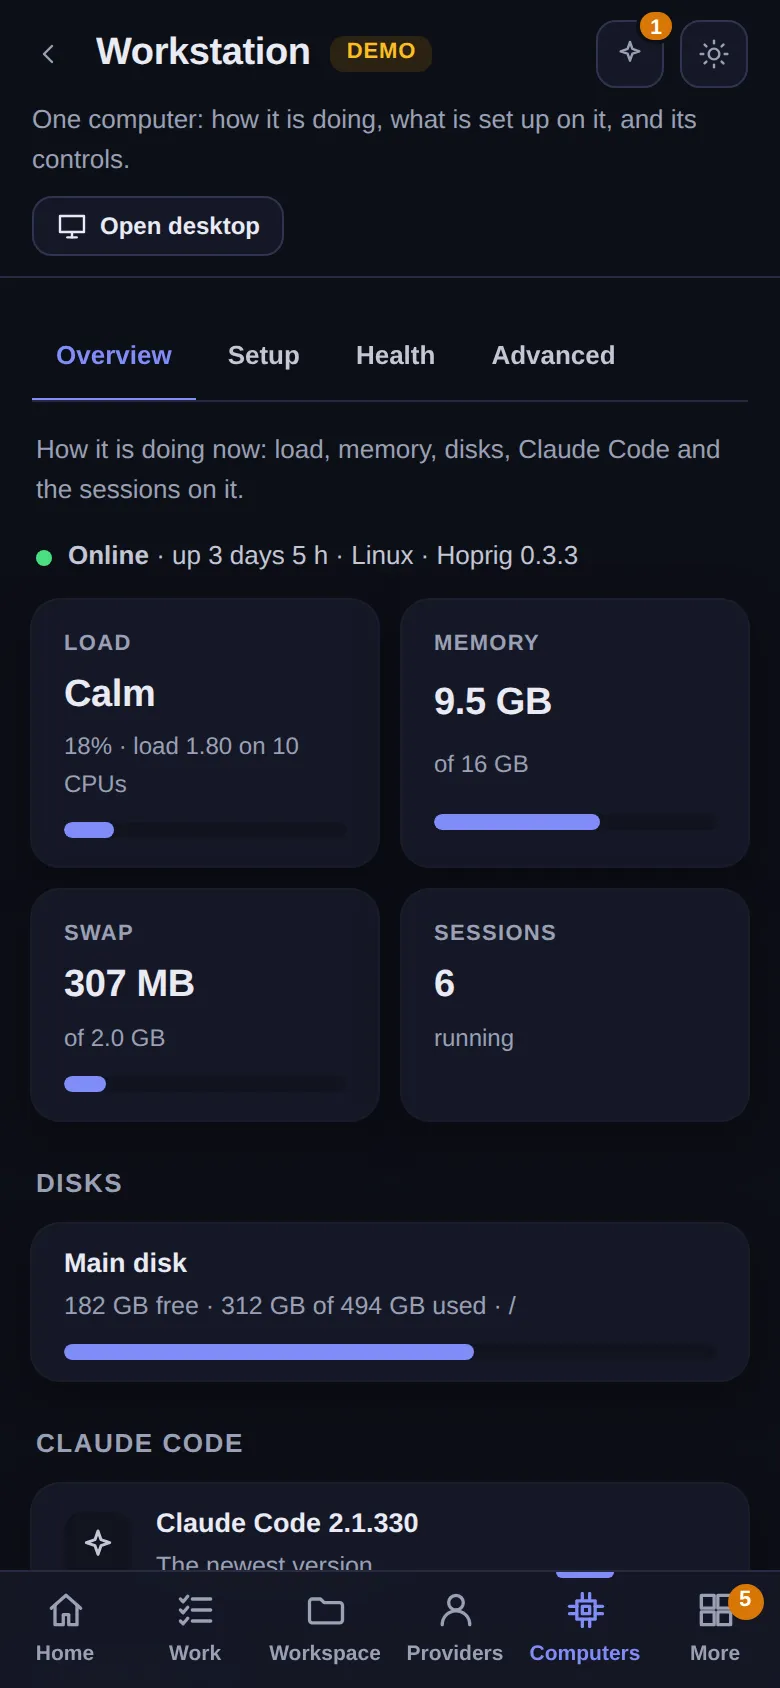 Workstation
DEMO
1
One computer: how it is doing, what is set up on it, and its
controls.
Open desktop
Overview
Setup
Health
Advanced
How it is doing now: load, memory, disks, Claude Code and
the sessions on it.
Online · up 3 days 5 h · Linux · Hoprig 0.3.3
LOAD
Calm
18% · load 1.80 on 10
CPUs
MEMORY
9.5 GB
of 16 GB
SWAP
307 MB
of 2.0 GB
SESSIONS
6
running
DISKS
Main disk
182 GB free · 312 GB of 494 GB used · /
CLAUDE CODE
Claude Code 2.1.330
The newest version
Home
Work
Workspace
Providers
Computers
5
More